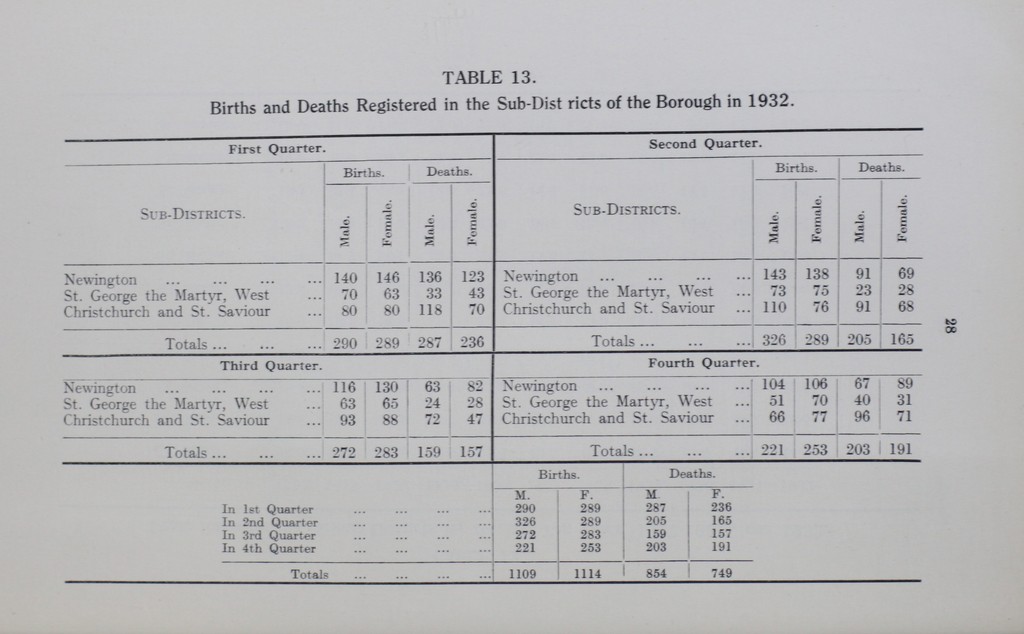 TABLE 13.
Births and Deaths Registered in the Sub-Dist ricts of the Borough in 1932.
First Quarter.
SUB-DISTRICTS. Births. Deaths.
Male. Female. Male. Female.
Newington ... ... ... ... 140 146 136 123
St. George the Martyr, West ... 70 63 33 43
Christchurch and St. Saviour ... 80 80 118 70
Totals ... ... ... 290 289 287 236
Second Quarter.
SUB-DISTRICTS. Births. Deaths.
Male. Female. Male. Female.
Newington ... ... ... ... 143 138 91 69
St. George the Martyr, West ... 73 75 23 28
Christchurch and St. Saviour ... 110 76 91 68
Totals ... ... ... 326 289 205 165
Third Quarter.
Newington ... ... ... ... 116 130 63 82
St. George the Martyr, West ... 63 65 24 28
Christchurch and St. Saviour ... 93 88 72 47
Totals ... ... ... 272 283 159 157
Fourth Quarter.
Newington ... ... ... ... 104 106 67 89
St. George the Martyr, West ... 51 70 40 31
Christchurch and St. Saviour ... 66 77 96 71
Totals ... ... ... 221 253 203 191
Births. Deaths.
M. F. M. F.
In 1st Quarter ... ... ... ... 290 289 287 236
In 2nd Quarter ... ... ... ... 326 289 205 165
In 3rd Quarter ... ... ... ... 272 283 159 157
In 4th Quarter ... ... ... ... 221 253 203 191
Totals ... ... ... ... 1109 1114 854 749
28